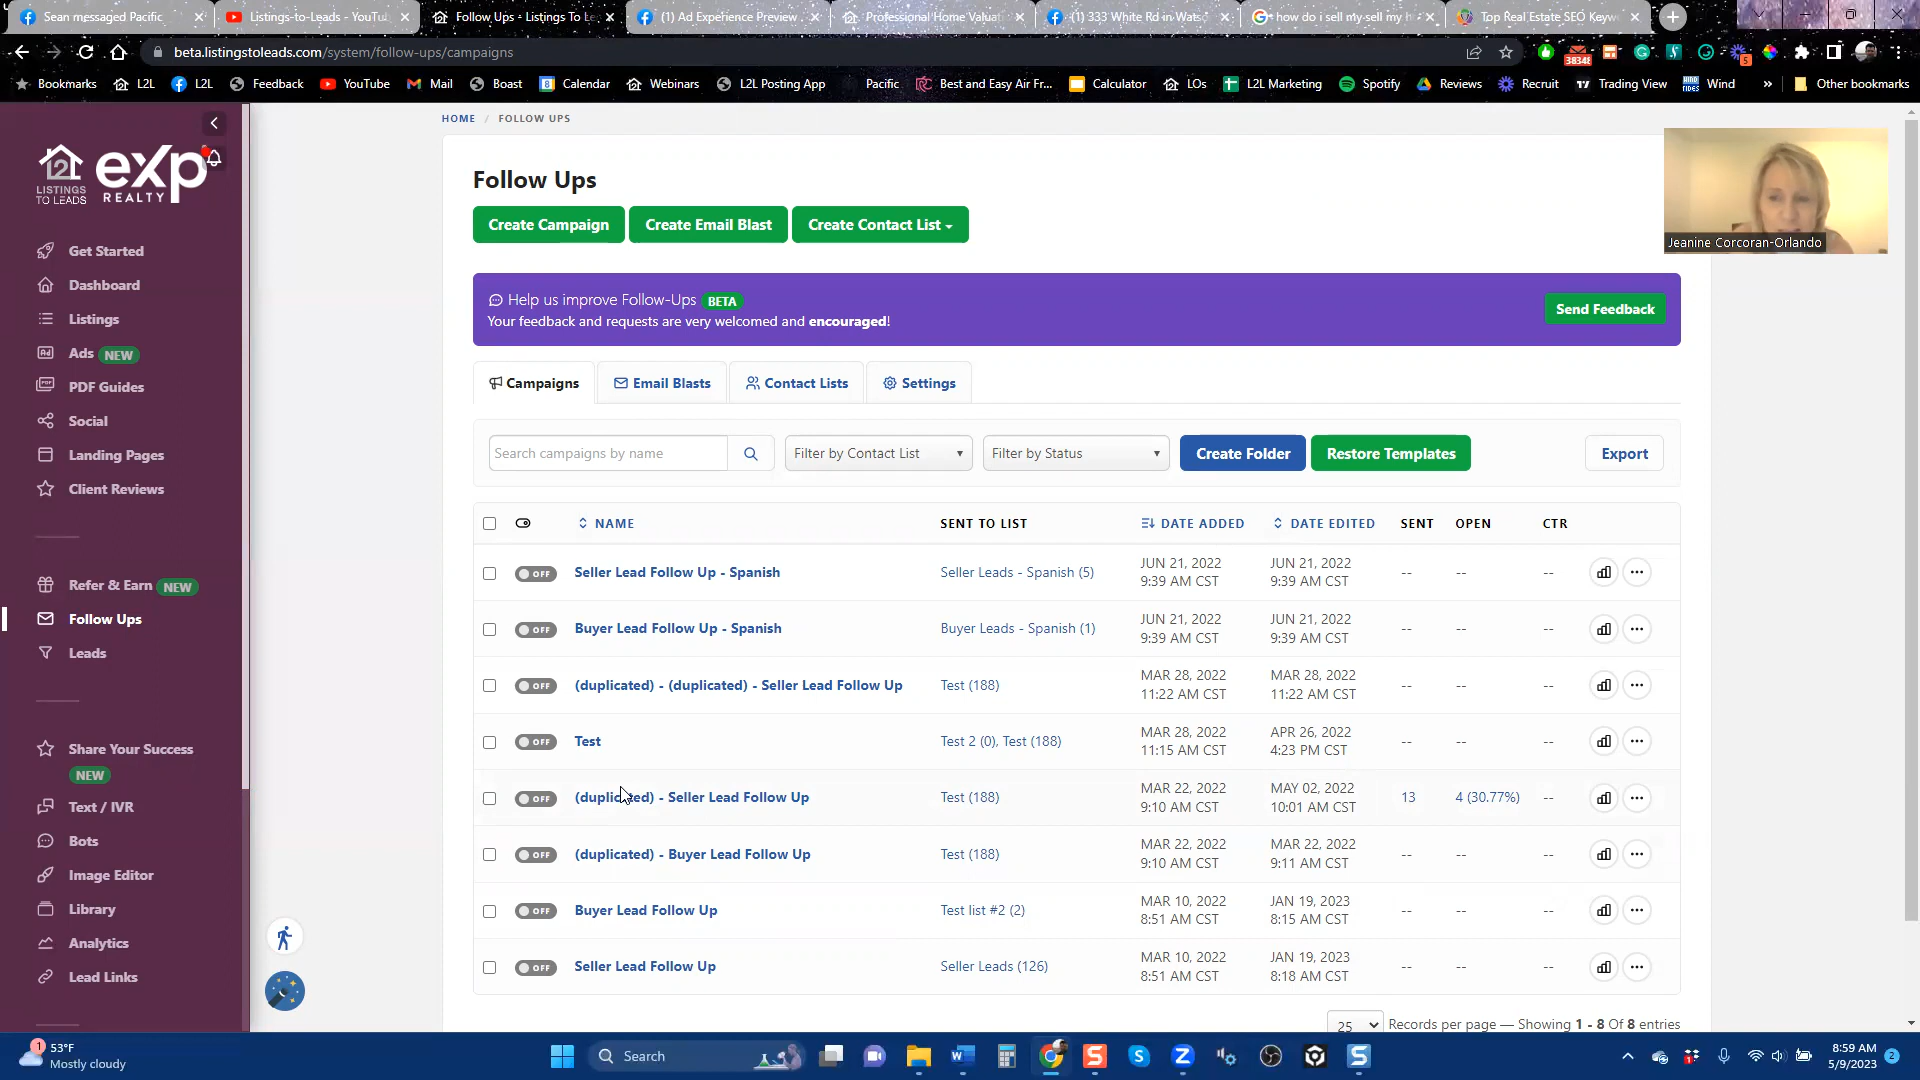 Sean messaged Pacific
Listings-to-Leads - YouTu
Follow Ups - Listings To Le
(1) Ad Experience Preview
Professional Home Valuat
(1) 333 White Rd in Wats
how do i sell my sell my h
Top Real Estate SEO Keyw
beta.listingstoleads.com/system/follow-ups/campaigns
38348
5
Bookmarks
L2L
L2L
Feedback
YouTube
Mail
Boast
Calendar
Webinars
L2L Posting App
Pacific
Best and Easy Air Fr...
Calculator
LOs
L2L Marketing
Spotify
Reviews
Recruit
Trading View
Wind
Other bookmarks
L2L
LISTINGS
TO LEADS
eXp
REALTY
Get Started
Dashboard
Listings
Ads NEW
PDF Guides
Social
Landing Pages
Client Reviews
Refer & Earn NEW
Follow Ups
Leads
Share Your Success
NEW
Text / IVR
Bots
Image Editor
Library
Analytics
Lead Links
HOME / FOLLOW UPS
Follow Ups
Create Campaign
Create Email Blast
Create Contact List
Help us improve Follow-Ups BETA
Your feedback and requests are very welcomed and encouraged!
Send Feedback
Jeanine Corcoran-Orlando
Campaigns
Email Blasts
Contact Lists
Settings
Search campaigns by name
Filter by Contact List
Filter by Status
Create Folder
Restore Templates
Export
NAME SENT TO LIST DATE ADDED DATE EDITED SENT OPEN CTR
OFF Seller Lead Follow Up - Spanish Seller Leads - Spanish (5) JUN 21, 2022 JUN 21, 2022 -- -- --
9:39 AM CST 9:39 AM CST
OFF Buyer Lead Follow Up - Spanish Buyer Leads - Spanish (1) JUN 21, 2022 JUN 21, 2022 -- -- --
9:39 AM CST 9:39 AM CST
OFF (duplicated) - (duplicated) - Seller Lead Follow Up Test (188) MAR 28, 2022 MAR 28, 2022 -- -- --
11:22 AM CST 11:22 AM CST
OFF Test Test 2 (0), Test (188) MAR 28, 2022 APR 26, 2022 -- -- --
11:15 AM CST 4:23 PM CST
OFF (duplicated) - Seller Lead Follow Up Test (188) MAR 22, 2022 MAY 02, 2022 13 4 (30.77%) --
9:10 AM CST 10:01 AM CST
OFF (duplicated) - Buyer Lead Follow Up Test (188) MAR 22, 2022 MAR 22, 2022 -- -- --
9:10 AM CST 9:11 AM CST
OFF Buyer Lead Follow Up Test list #2 (2) MAR 10, 2022 JAN 19, 2023 -- -- --
8:51 AM CST 8:15 AM CST
OFF Seller Lead Follow Up Seller Leads (126) MAR 10, 2022 JAN 19, 2023 -- -- --
8:51 AM CST 8:18 AM CST
25 Records per page — Showing 1 - 8 Of 8 entries
1
53°F
Mostly cloudy
Search
8:59 AM
5/9/2023
2